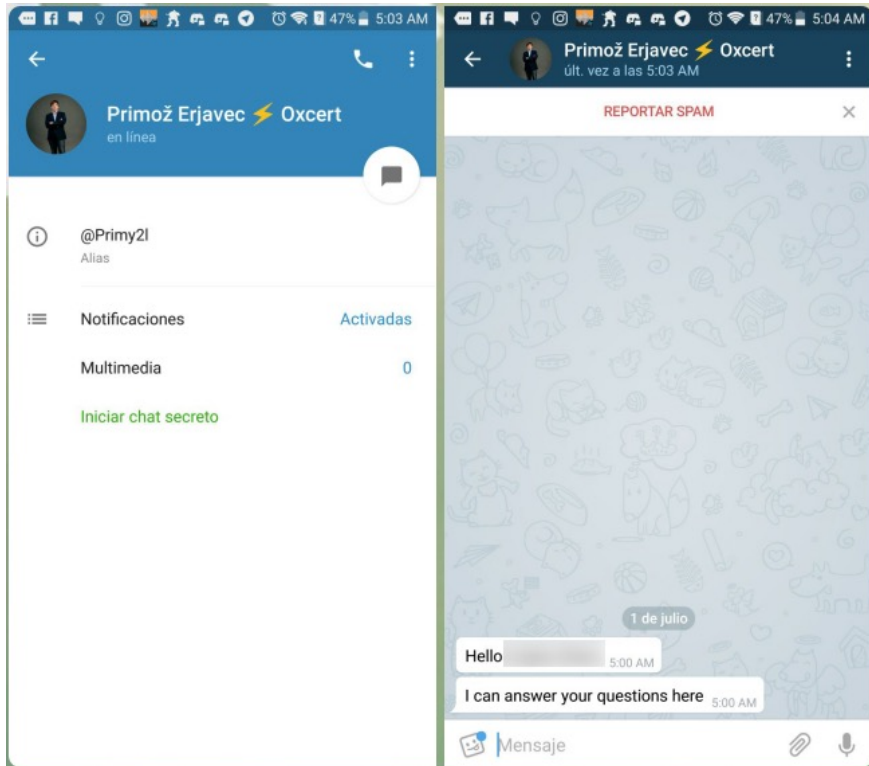 47% 5:03 AM
Primož Erjavec ⚡ Oxcert
en línea
@Primy2l
Alias
Notificaciones Activadas
Multimedia 0
Iniciar chat secreto
47% 5:04 AM
Primož Erjavec ⚡ Oxcert
últ. vez a las 5:03 AM
REPORTAR SPAM
1 de julio
Hello 5:00 AM
I can answer your questions here 5:00 AM
Mensaje